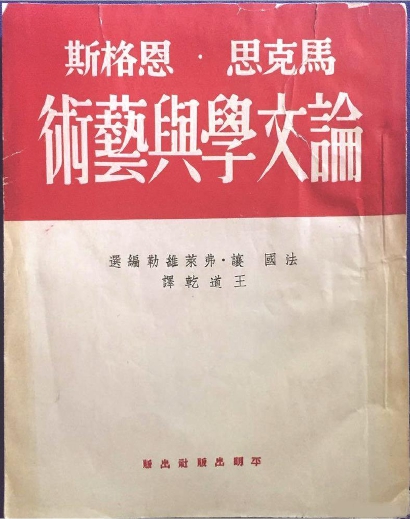 馬克思·恩格斯
論文學與藝術
法國 讓·弗萊維勒編選
王道乾譯
平明出版社出版